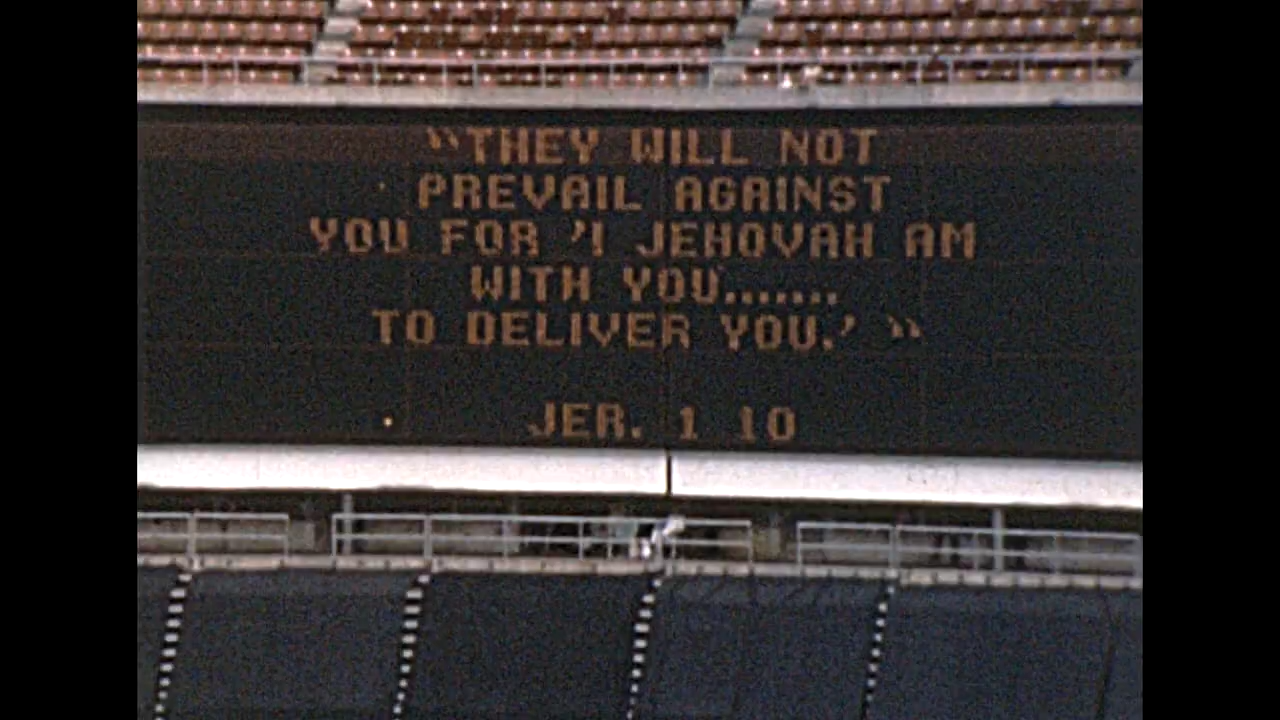 "THEY WILL NOT
PREVAIL AGAINST
YOU FOR 'I JEHOVAH AM
WITH YOU.......
TO DELIVER YOU.' "
JER. 1 10